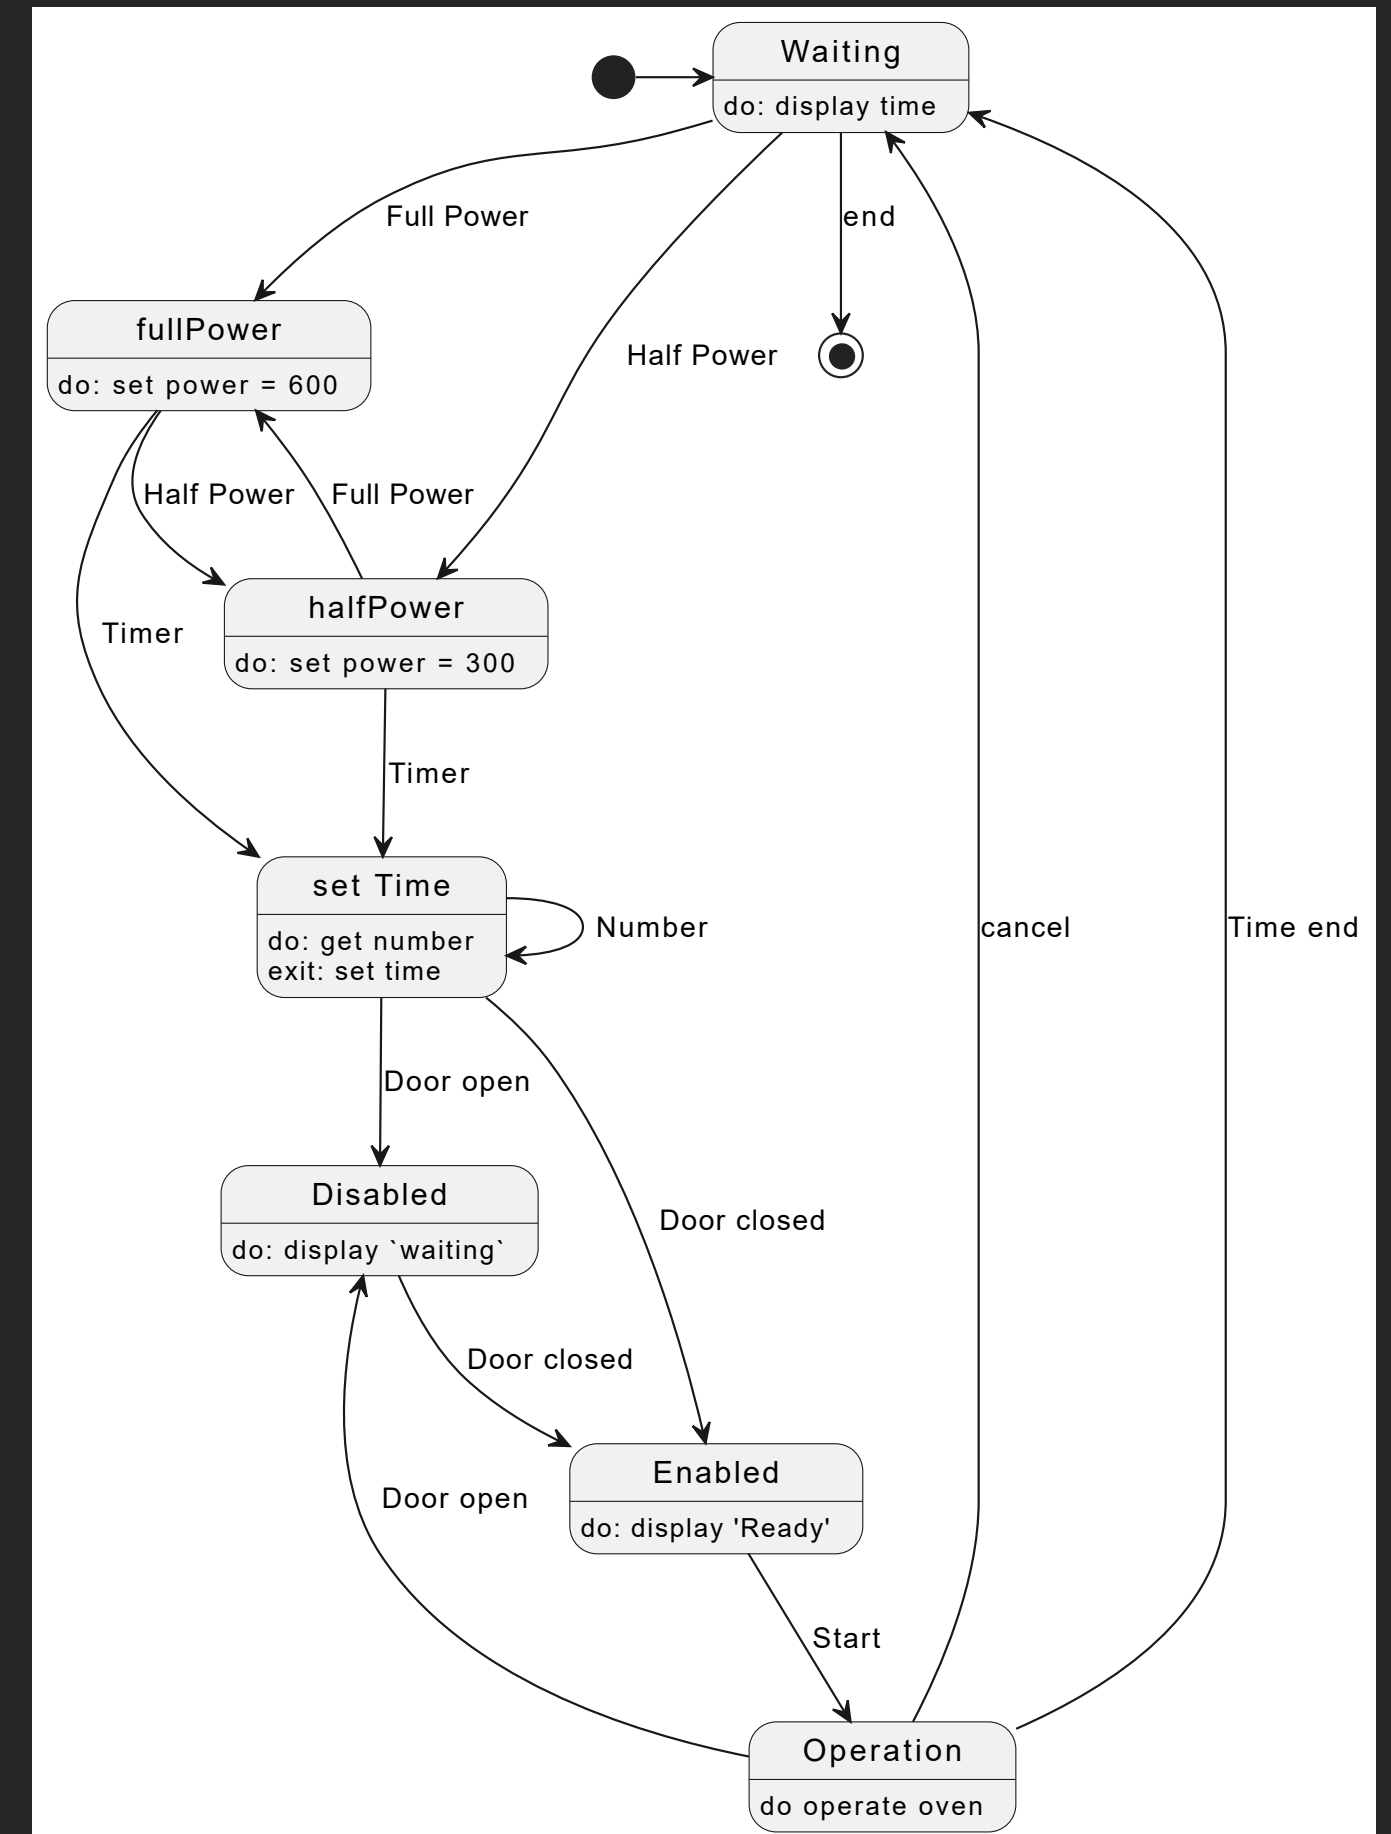 Waiting
do: display time
Full Power
end
fullPower
do: set power = 600
Half Power
Half Power
Full Power
halfPower
do: set power = 300
Timer
Timer
set Time
do: get number
exit: set time
Number
cancel
Time end
Door open
Disabled
do: display `waiting`
Door closed
Door closed
Enabled
do: display 'Ready'
Door open
Start
Operation
do operate oven